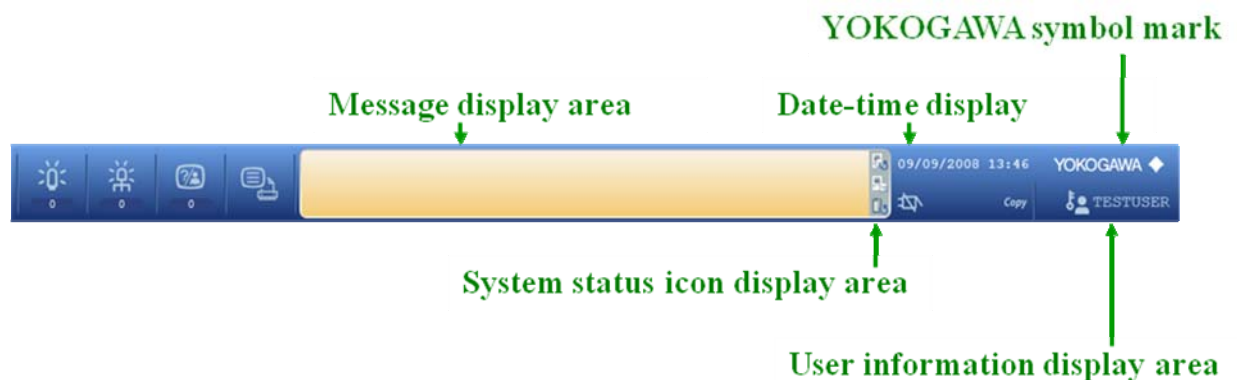 YOKOGAWA symbol mark
Message display area
Date-time display
09/09/2008 13:46
YOKOGAWA
0
0
0
Copy
TESTUSER
System status icon display area
User information display area